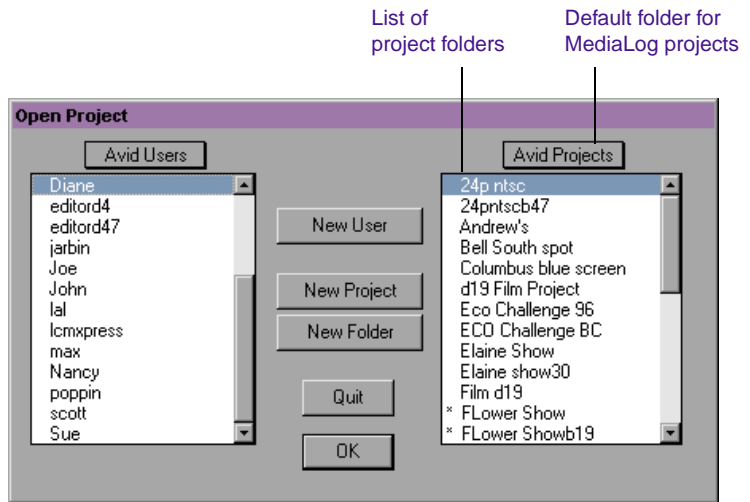 List of
project folders
Default folder for
MediaLog projects
Open Project
Avid Users
Diane
editord4
editord47
jarbin
Joe
John
lal
lcmxpress
max
Nancy
poppin
scott
Sue
New User
New Project
New Folder
Quit
OK
Avid Projects
24p ntsc
24pntscb47
Andrew's
Bell South spot
Columbus blue screen
d19 Film Project
Eco Challenge 96
ECO Challenge BC
Elaine Show
Elaine show30
Film d19
* FLower Show
* FLower Showb19